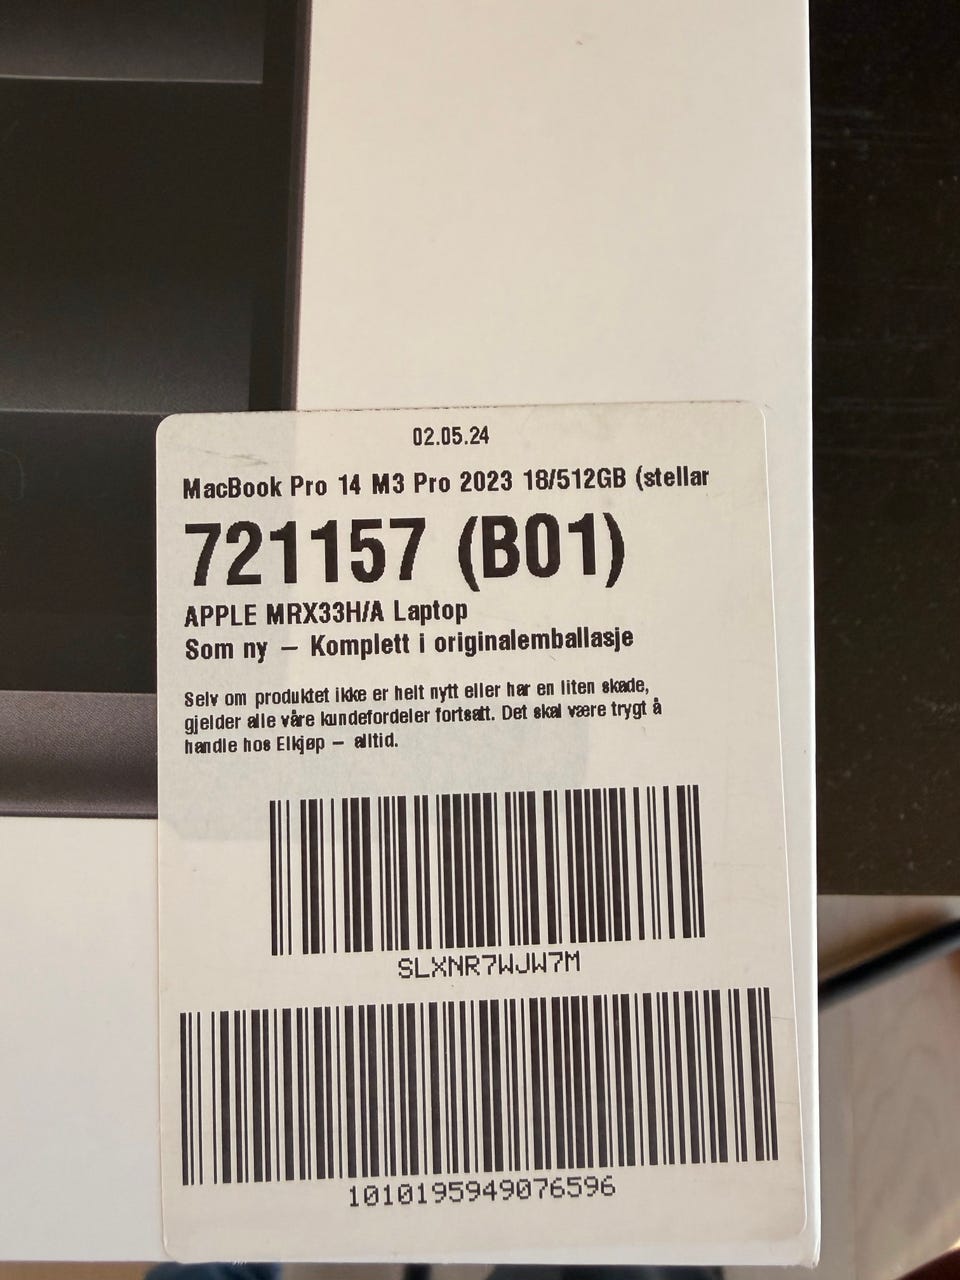 02.05.24
MacBook Pro 14 M3 Pro 2023 18/512GB (stellar
721157 (B01)
APPLE MRX33H/A Laptop
Som ny – Komplett i originalemballasje
Selv om produktet ikke er helt nytt eller har en liten skade,
gjelder alle våre kundefordeler fortsatt. Det skal være trygt å
handle hos Elkjøp – alltid.
SLXNR7WJW7M
1010195949076596